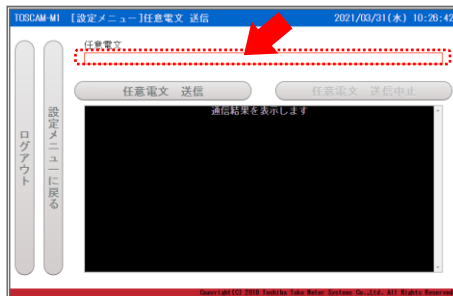 TOSCAM-M1 【設定メニュー】任意電文 送信 2021/03/31(水) 10:26:42
任意電文
任意電文 送信
任意電文 送信中止
通信結果を表示します
ログアウト
設定メニューに戻る
Copyright(C) 2018 Toshiba Toko Meter Systems Co.,Ltd. All Rights Reserved